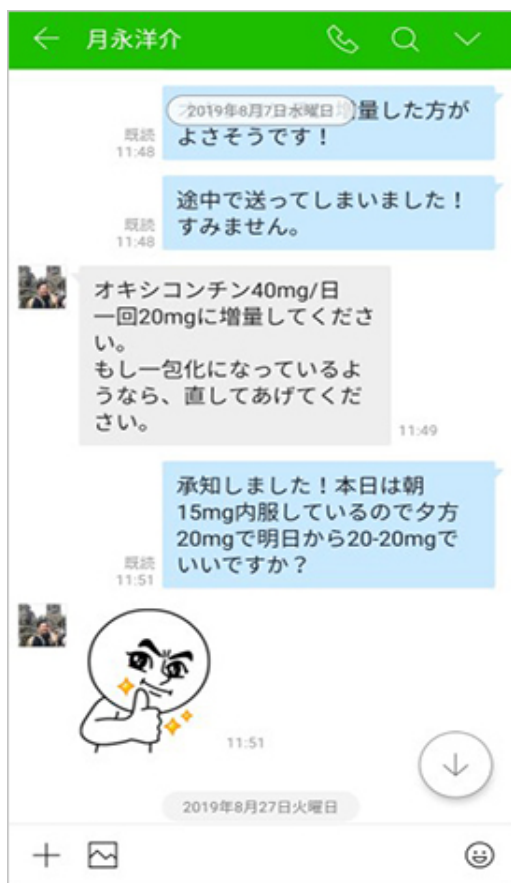 月永洋介
2019年8月7日水曜日
増量した方が
よさそうです！
既読
11:48
途中で送ってしまいました！
すみません。
既読
11:48
オキシコンチン40mg/日
一回20mgに増量してくださ
い。
もし一包化になっているよ
うなら、直してあげてくだ
さい。
11:49
承知しました！本日は朝
15mg内服しているので夕方
20mgで明日から20-20mgで
いいですか？
既読
11:51
11:51
2019年8月27日火曜日